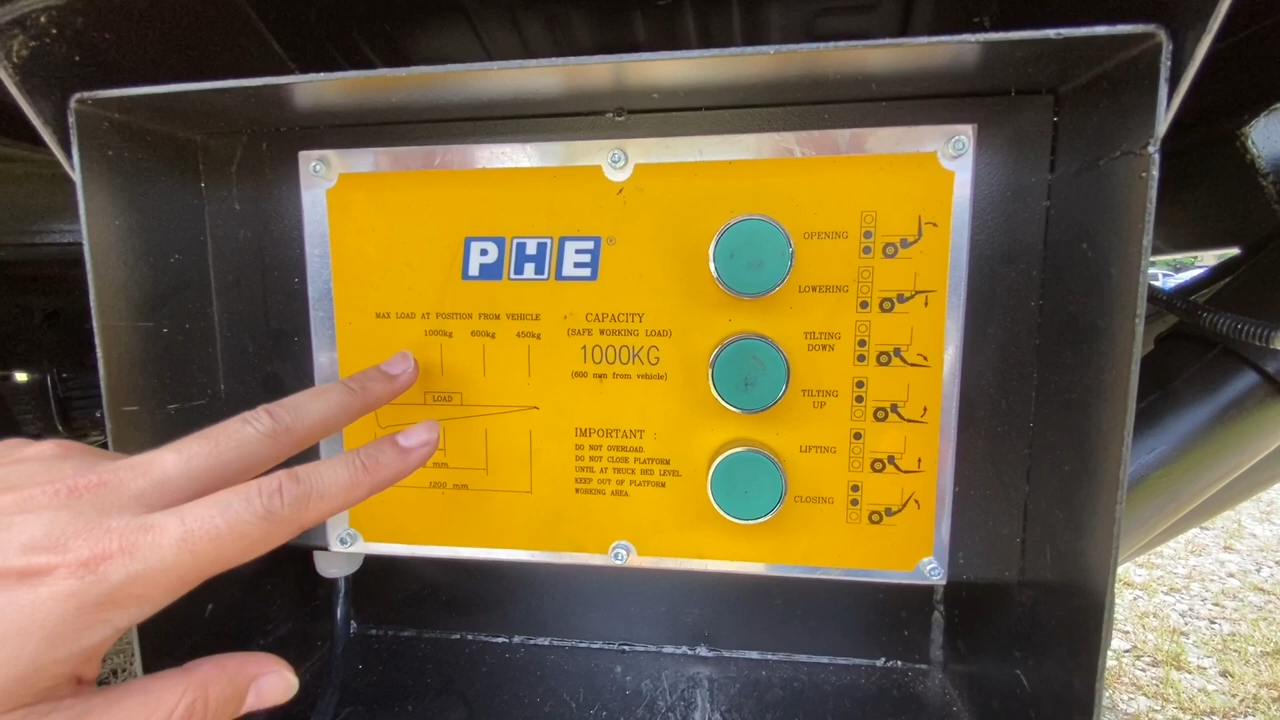 PHE®
MAX LOAD AT POSITION FROM VEHICLE
1000kg 600kg 450kg
LOAD
mm
1200 mm
CAPACITY
(SAFE WORKING LOAD)
1000KG
(600 mm from vehicle)
IMPORTANT :
DO NOT OVERLOAD.
DO NOT CLOSE PLATFORM
UNTIL AT TRUCK BED LEVEL.
KEEP OUT OF PLATFORM
WORKING AREA.
OPENING
LOWERING
TILTING
DOWN
TILTING
UP
LIFTING
CLOSING